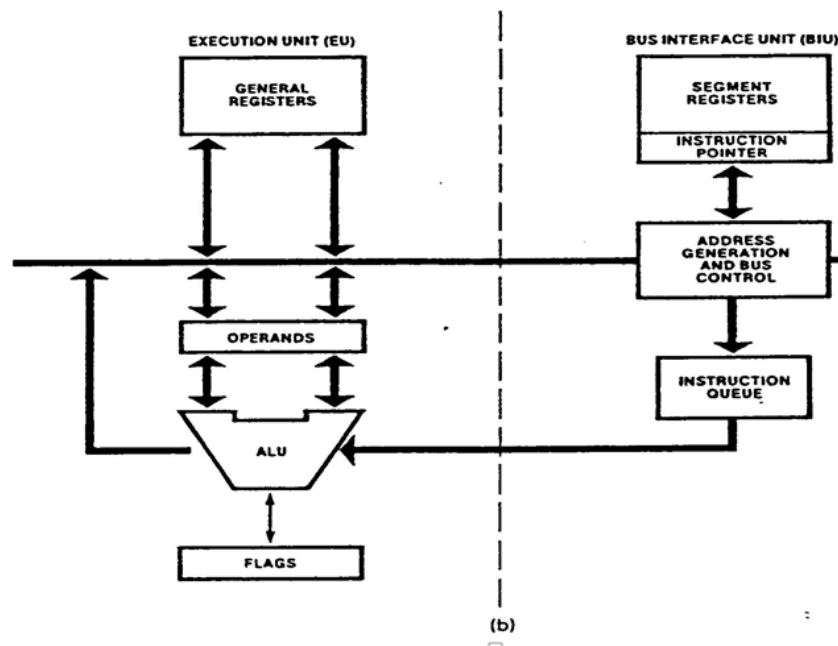 EXECUTION UNIT (EU)
GENERAL
REGISTERS
OPERANDS
ALU
FLAGS
BUS INTERFACE UNIT (BIU)
SEGMENT
REGISTERS
INSTRUCTION
POINTER
ADDRESS
GENERATION
AND BUS
CONTROL
INSTRUCTION
QUEUE
(b)